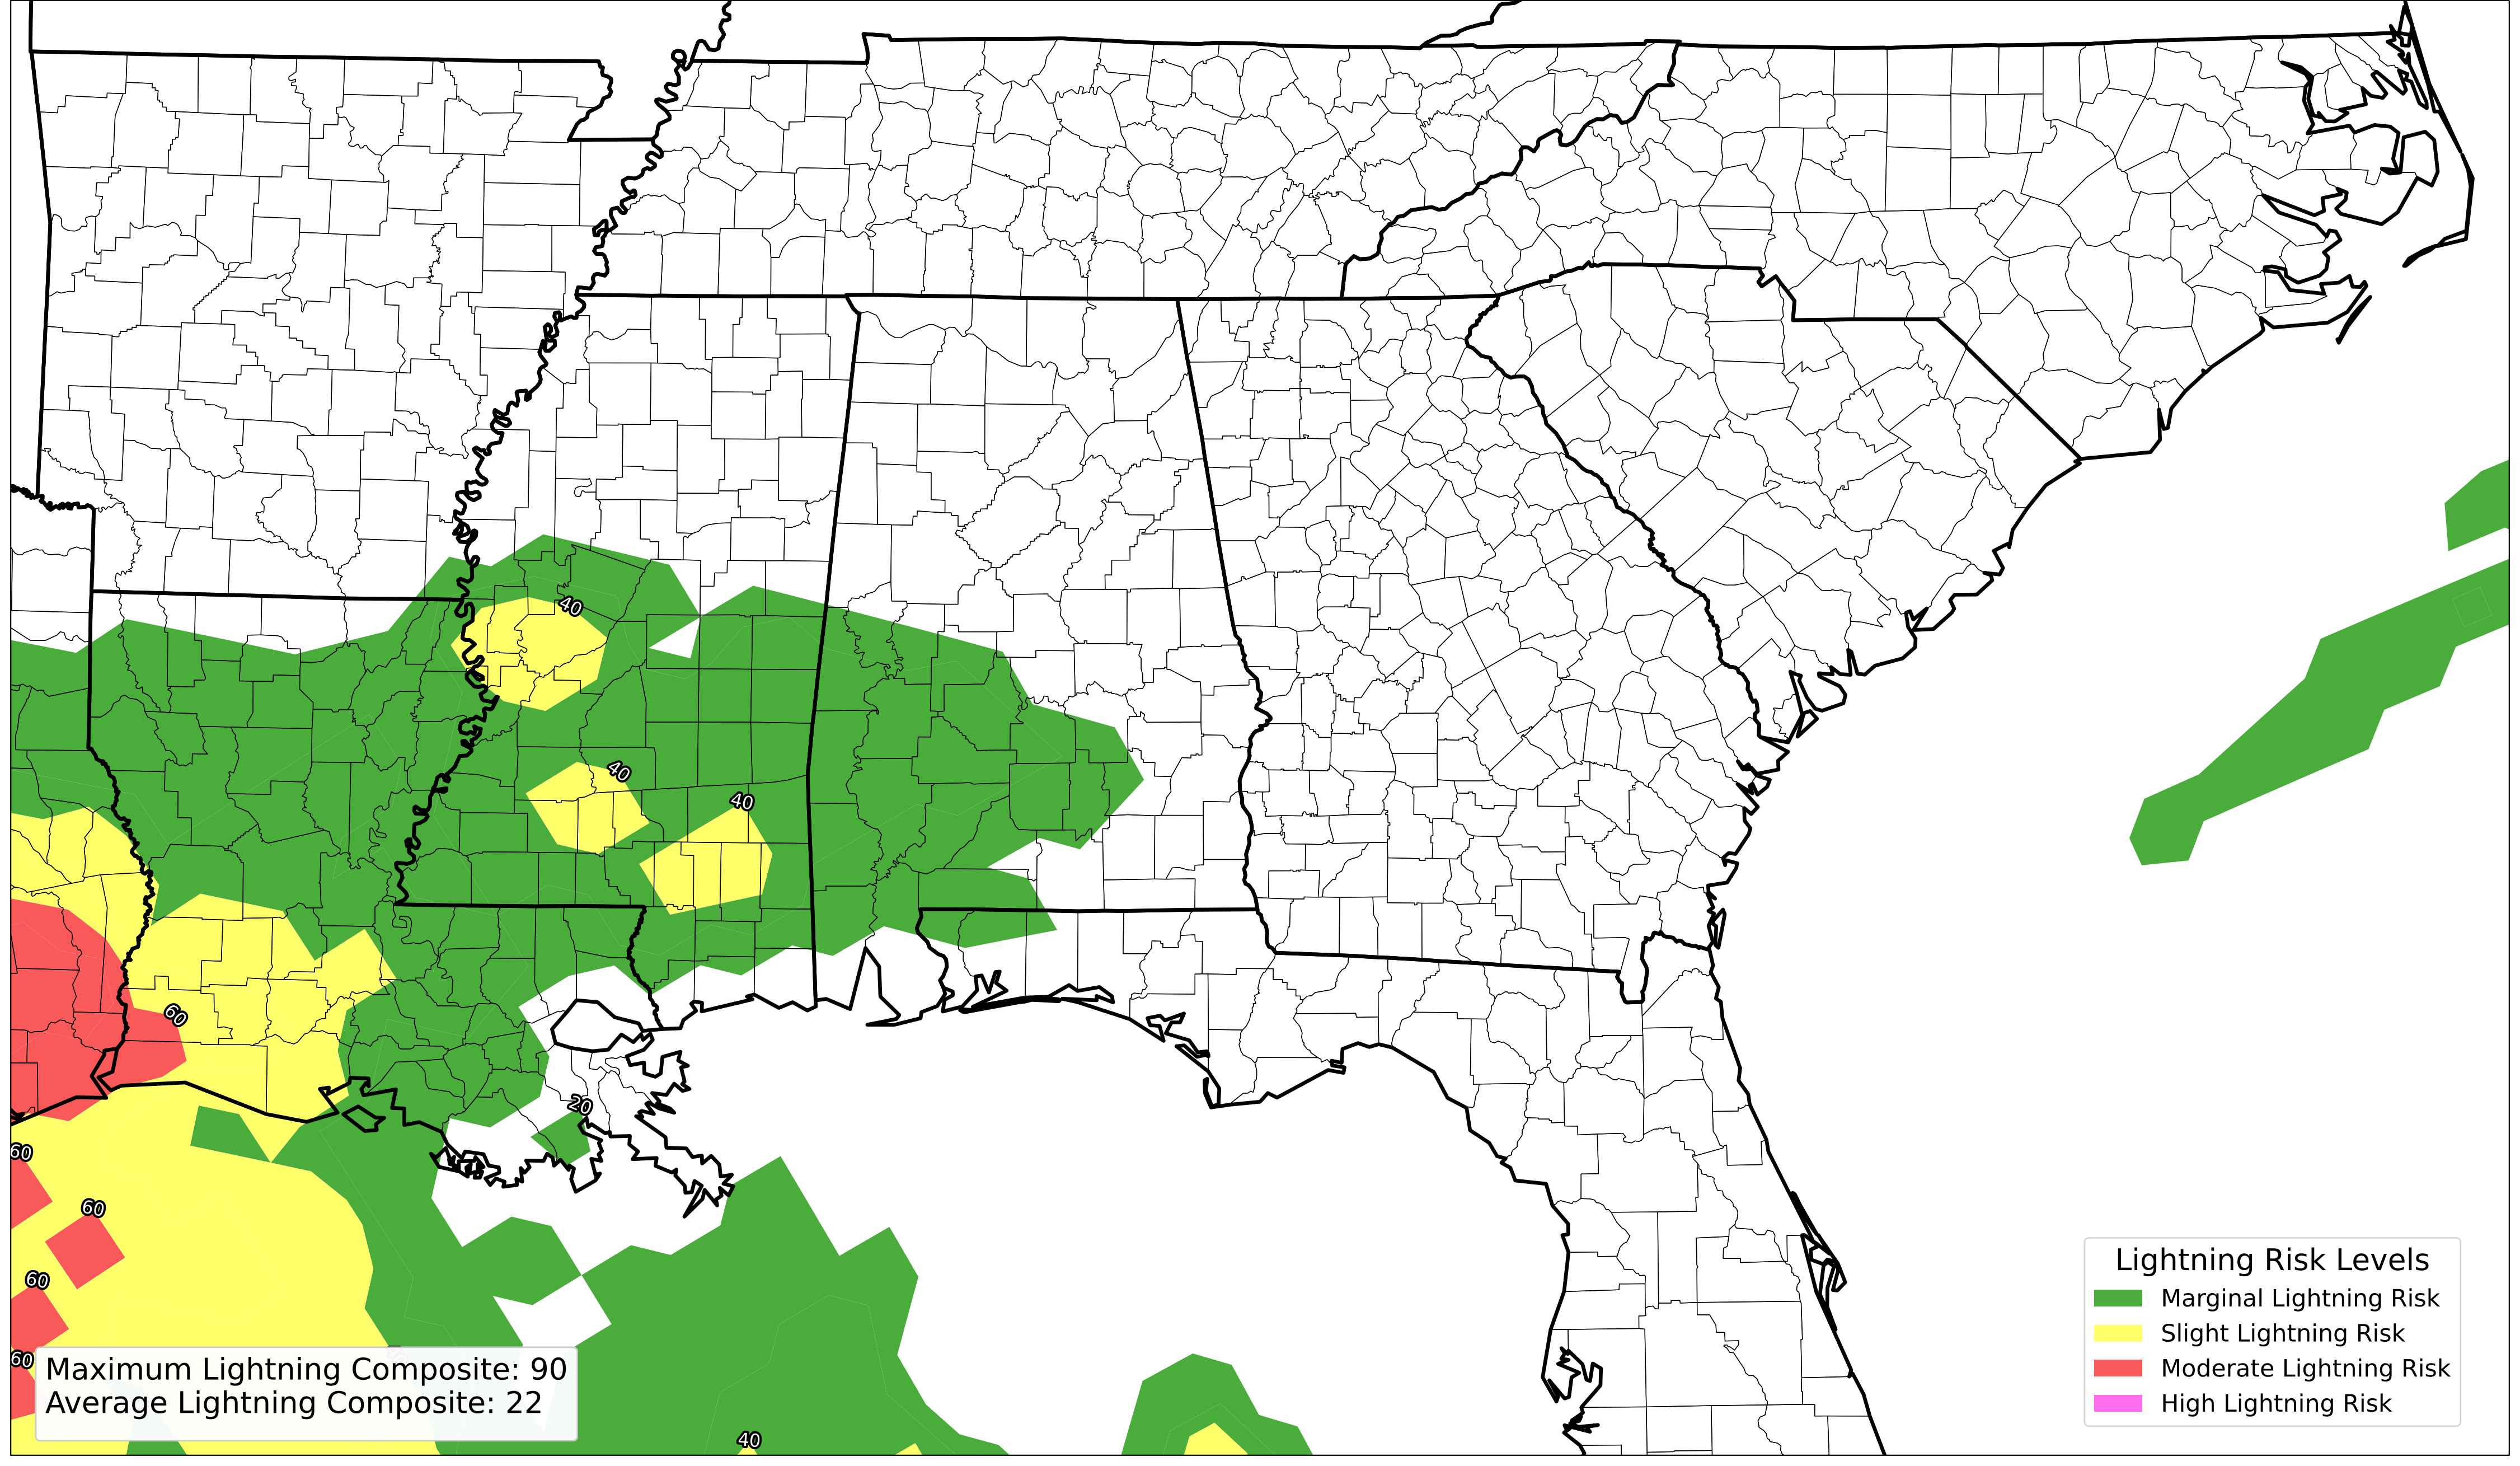 40
40
40
60
20
60
60
60
60
40
Maximum Lightning Composite: 90
Average Lightning Composite: 22
Lightning Risk Levels
Marginal Lightning Risk
Slight Lightning Risk
Moderate Lightning Risk
High Lightning Risk